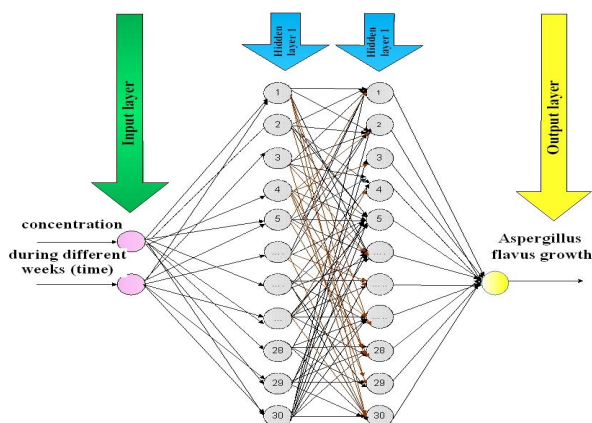 Input layer
Hidden
layer 1
Hidden
layer 1
Output layer
concentration
during different
weeks (time)
Aspergillus
flavus growth
1
2
3
4
5
.....
.....
.....
28
29
30
1
2
3
4
5
.....
.....
.....
28
29
30